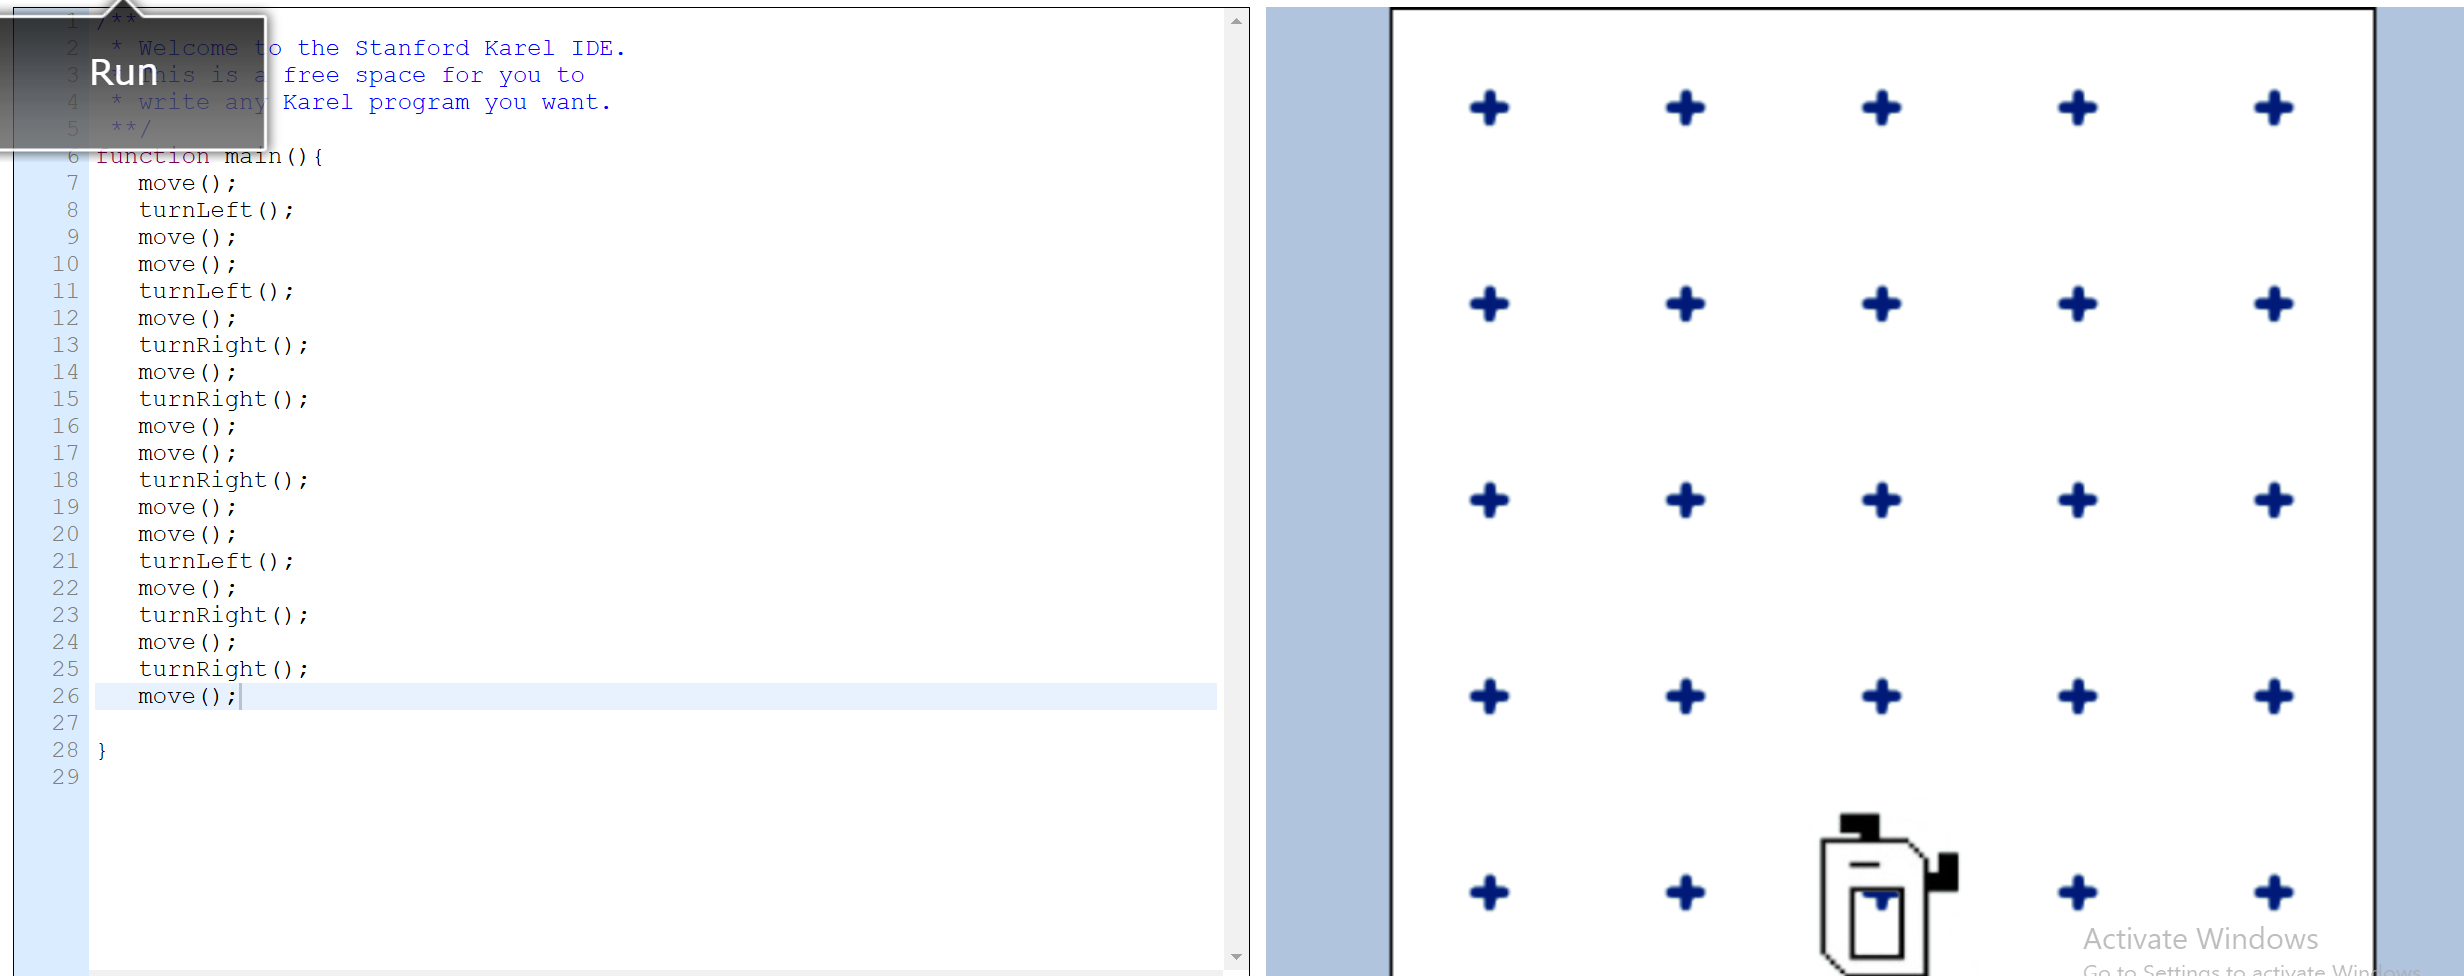 1 /**
2 * Welcome to the Stanford Karel IDE.
Run
3 * This is a free space for you to
4 * write any Karel program you want.
5 **/
6 function main(){
7 move();
8 turnLeft();
9 move();
10 move();
11 turnLeft();
12 move();
13 turnRight();
14 move();
15 turnRight();
16 move();
17 move();
18 turnRight();
19 move();
20 move();
21 turnLeft();
22 move();
23 turnRight();
24 move();
25 turnRight();
26 move();
27
28 }
29
Activate Windows
Go to Settings to activate Windows.